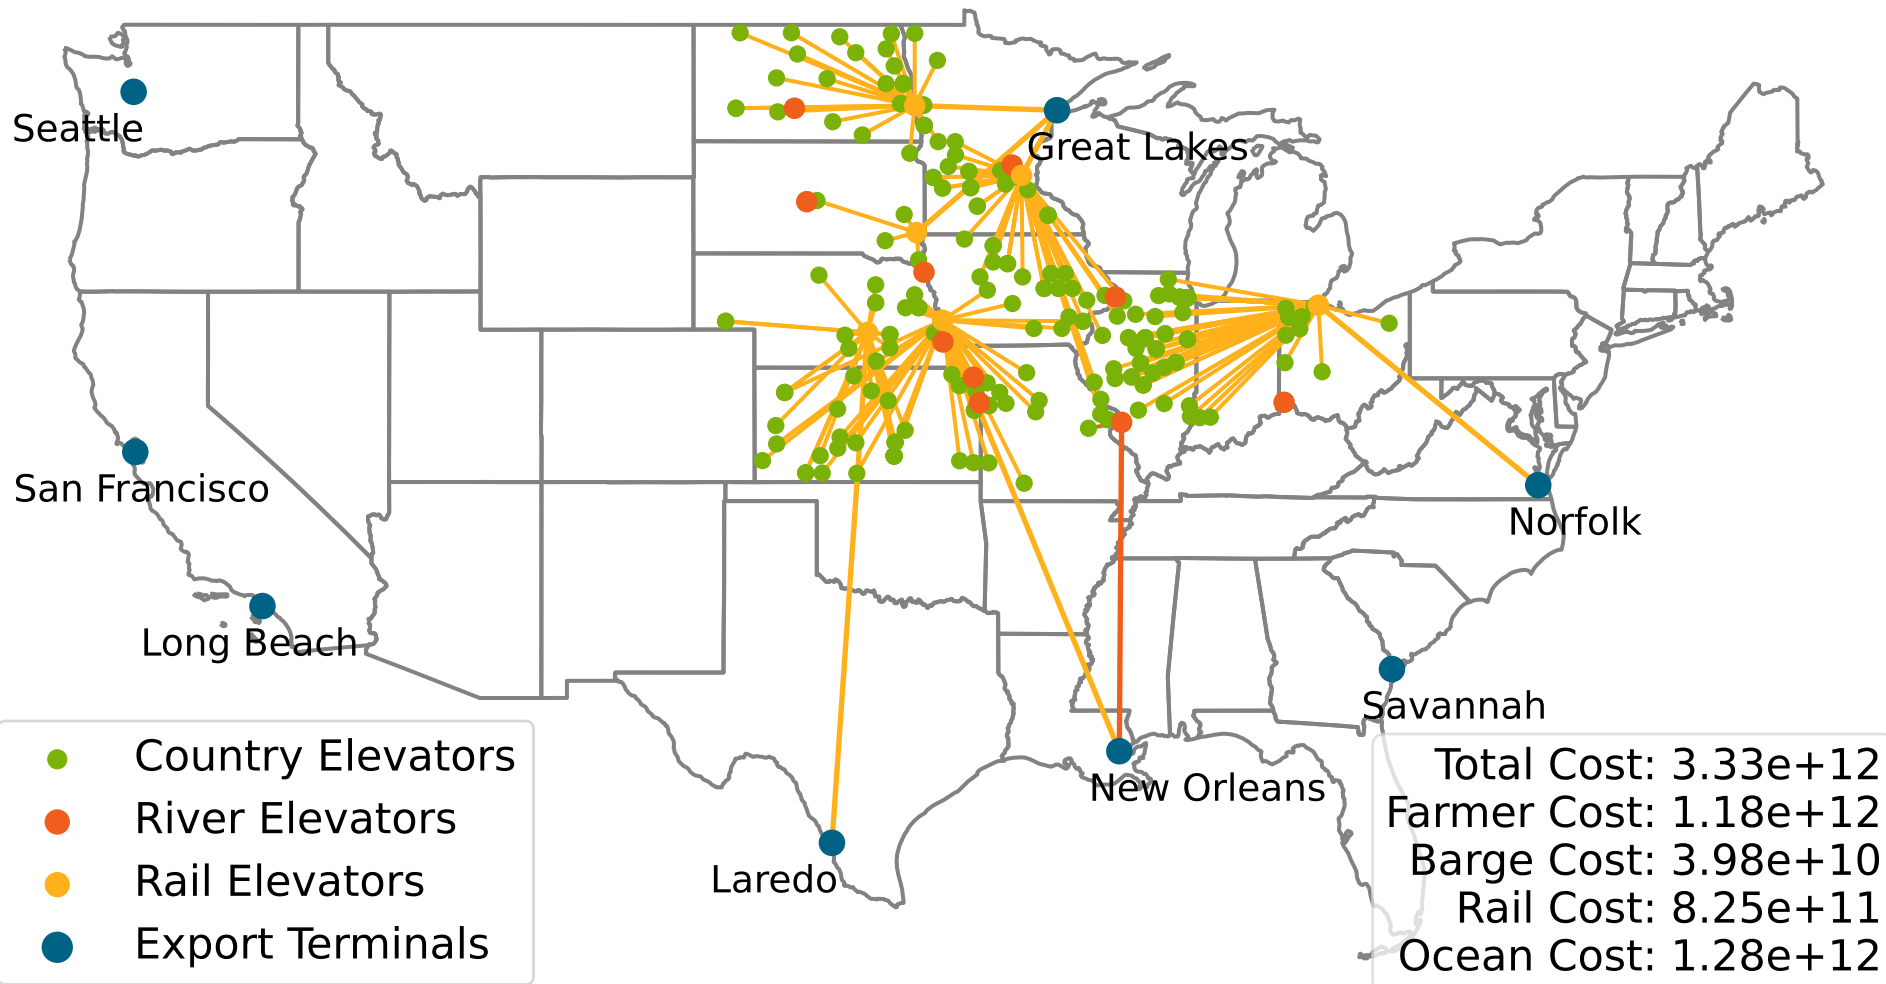 Seattle
Great Lakes
San Francisco
Norfolk
Long Beach
Savannah
New Orleans
Laredo
Country Elevators
River Elevators
Rail Elevators
Export Terminals
Total Cost: 3.33e+12
Farmer Cost: 1.18e+12
Barge Cost: 3.98e+10
Rail Cost: 8.25e+11
Ocean Cost: 1.28e+12